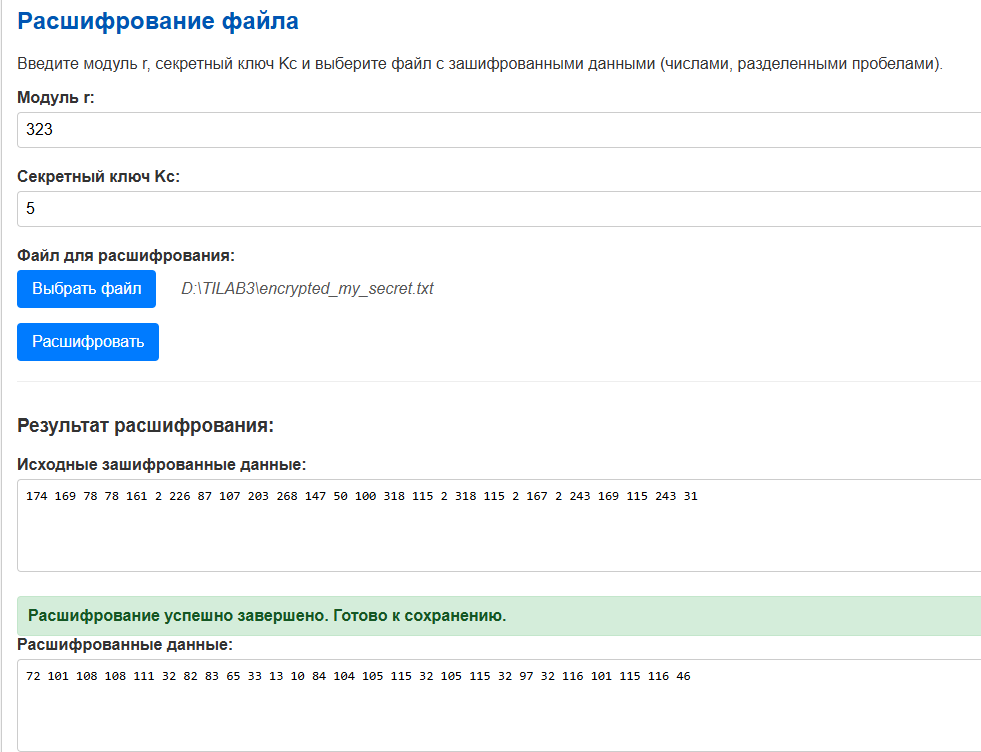 Расшифрование файла
Введите модуль r, секретный ключ Kc и выберите файл с зашифрованными данными (числами, разделенными пробелами).
Модуль r:
323
Секретный ключ Kc:
5
Файл для расшифрования:
Выбрать файл D:\TILAB3\encrypted_my_secret.txt
Расшифровать
Результат расшифрования:
Исходные зашифрованные данные:
174 169 78 78 161 2 226 87 107 203 268 147 50 100 318 115 2 318 115 2 167 2 243 169 115 243 31
Расшифрование успешно завершено. Готово к сохранению.
Расшифрованные данные:
72 101 108 108 111 32 82 83 65 33 13 10 84 104 105 115 32 105 115 32 97 32 116 101 115 116 46